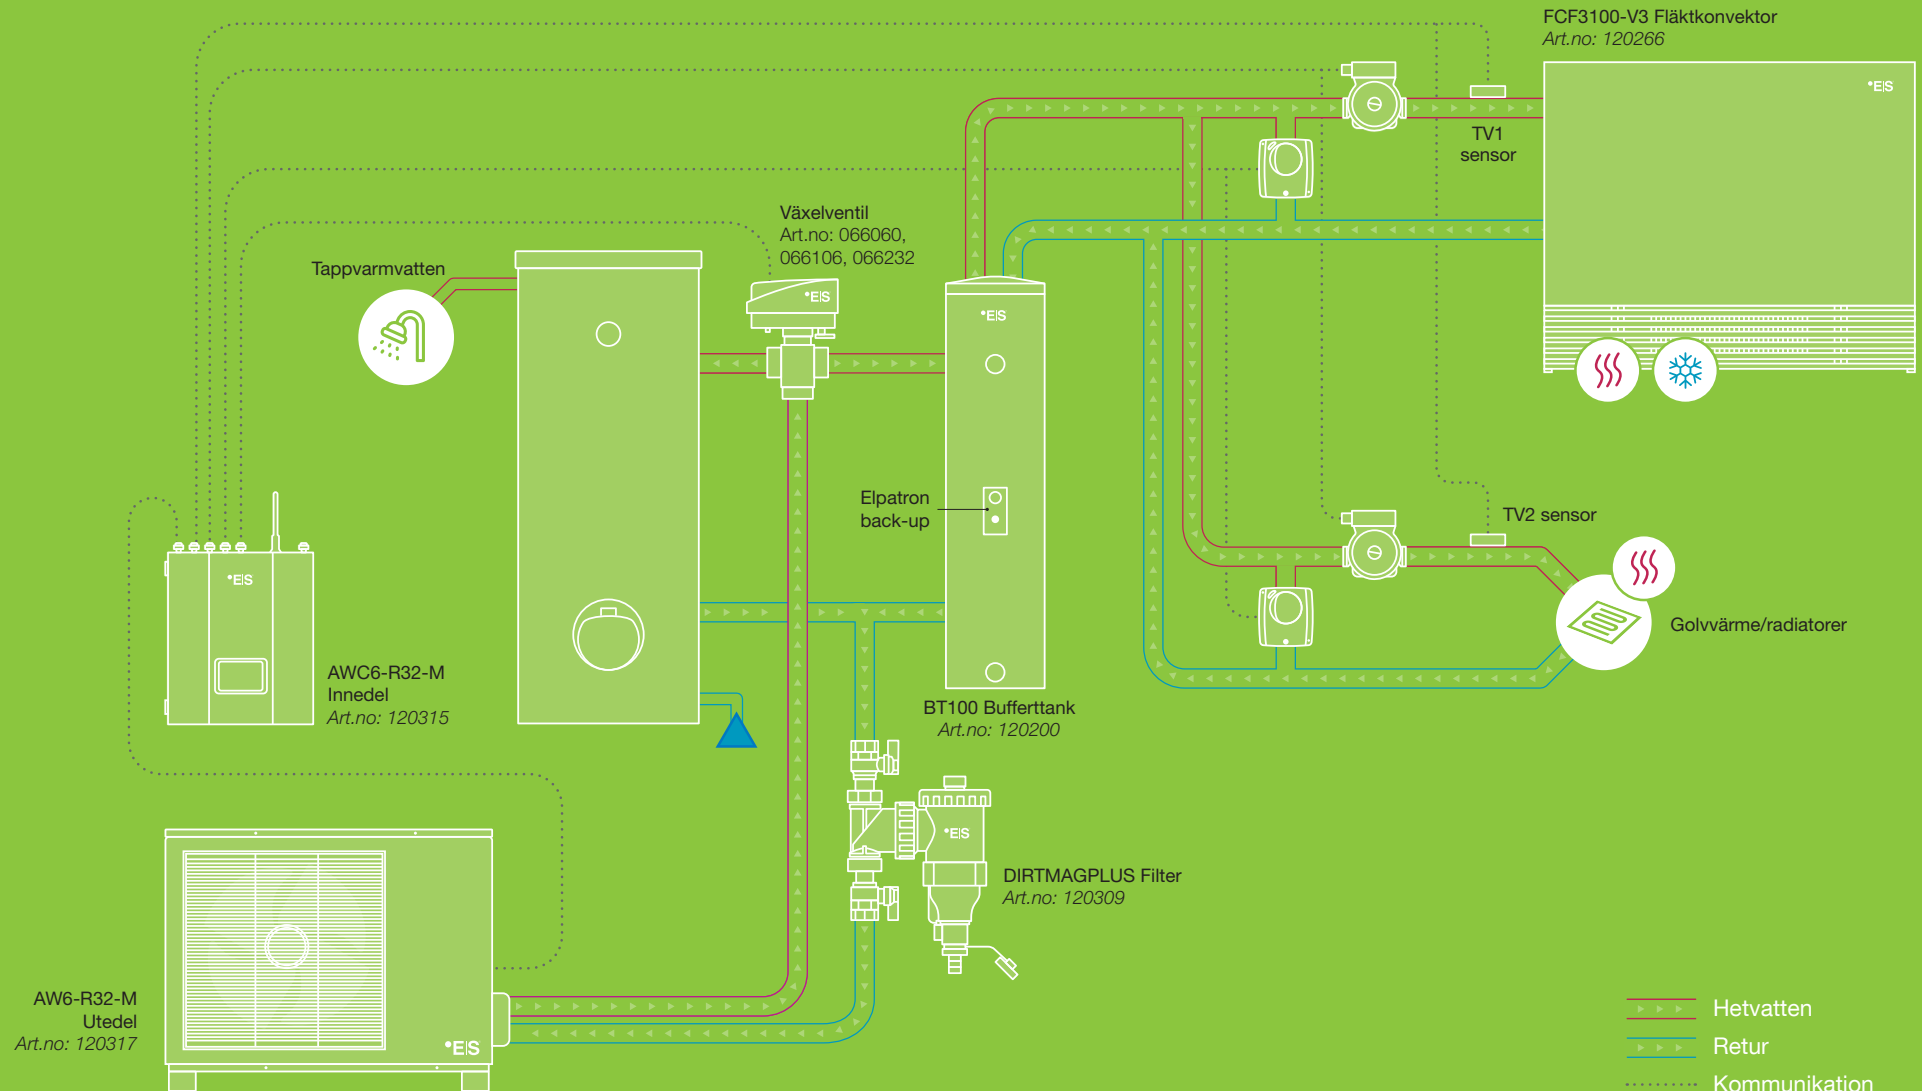 FCF3100-V3 Fläktkonvektor
Art.no: 120266
°E|S
TV1
sensor
Växelventil
Art.no: 066060,
066106, 066232
Tappvarmvatten
°E|S
°E|S
Elpatron
back-up
TV2 sensor
°E|S
Golvvärme/radiatorer
AWC6-R32-M
Innedel
Art.no: 120315
BT100 Bufferttank
Art.no: 120200
°E|S
DIRTMAGPLUS Filter
Art.no: 120309
AW6-R32-M
Utedel
Art.no: 120317
°E|S
Hetvatten
Retur
Kommunikation